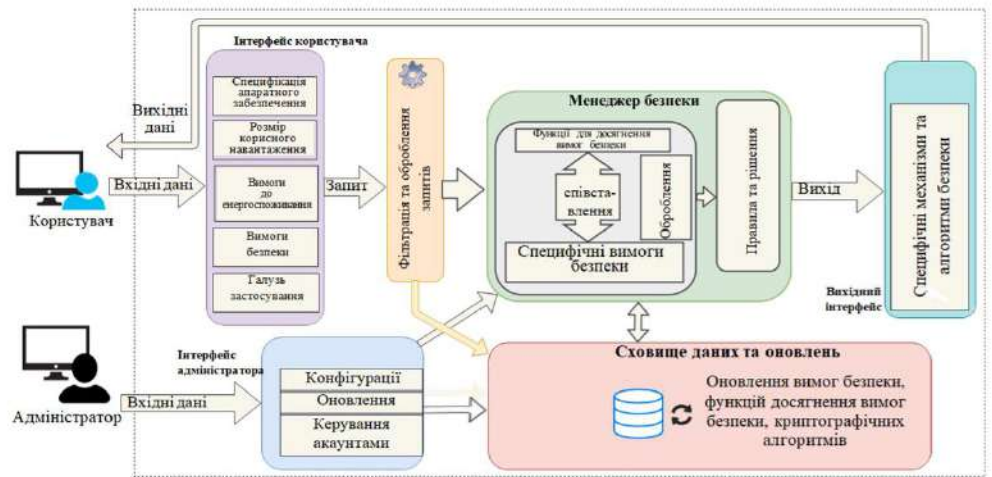 Інтерфейс користувача
Специфікація
апаратного
забезпечення
Розмір
корисного
навантаження
Вимоги
до
енергоспоживання
Вимоги
безпеки
Галузь
застосування
Вихідні
дані
Вхідні дані
Користувач
Запит
Фільтрація та оброблення
запитів
Менеджер безпеки
Функції для досягнення
вимог безпеки
співста-
влення
Оброблення
Специфічні вимоги
безпеки
Правила та рішення
Вихід
Специфічні механізми та
алгоритми безпеки
Вихідний
інтерфейс
Адміністратор
Вхідні дані
Інтерфейс
адміністратора
Конфігурації
Оновлення
Керування
акаунтами
Сховище даних та оновлень
Оновлення вимог безпеки,
функцій досягнення вимог
безпеки, криптографічних
алгоритмів